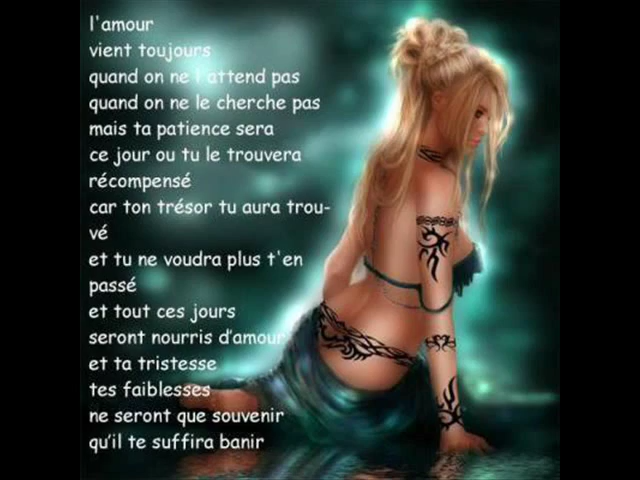 l'amour
vient toujours
quand on ne l'attend pas
quand on ne le cherche pas
mais ta patience sera
ce jour ou tu le trouvera
récompensé
car ton trésor tu aura trou-
vé
et tu ne voudra plus t'en
passé
et tout ces jours
seront nourris d'amour
et ta tristesse
tes faiblesses
ne seront que souvenir
qu'il te suffira banir